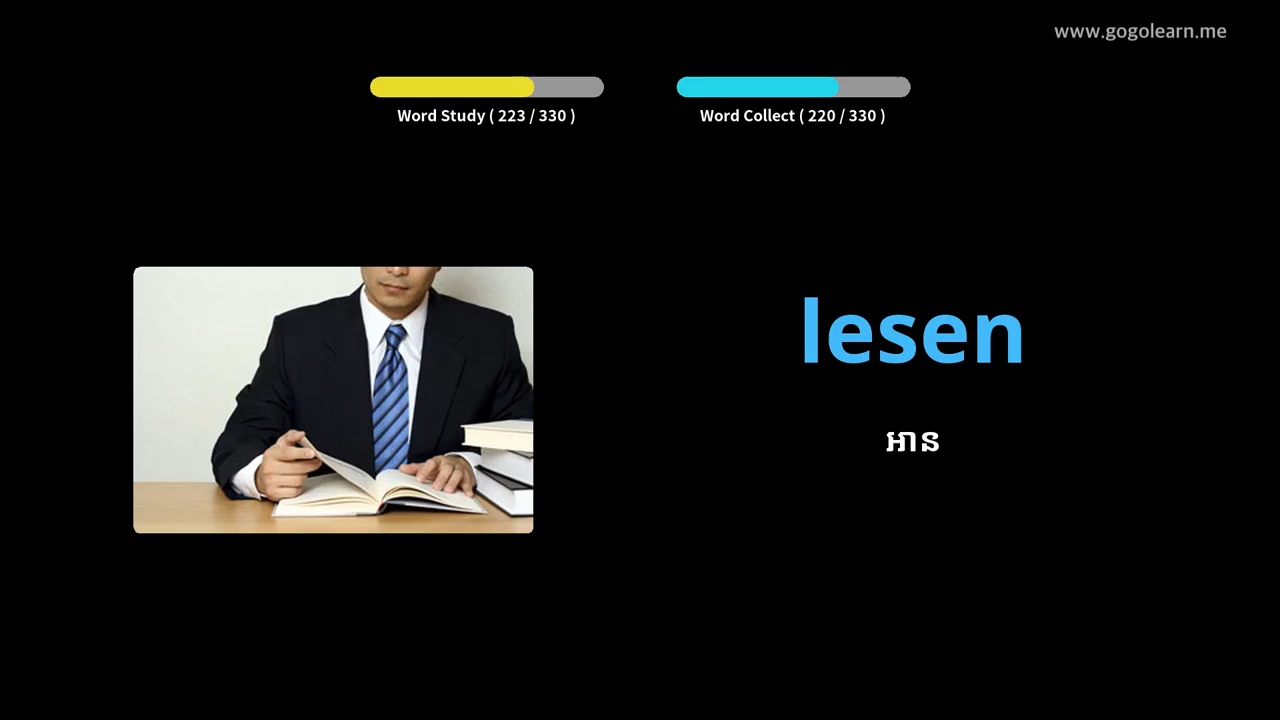 www.gogolearn.me
Word Study ( 223 / 330 )
Word Collect ( 220 / 330 )
lesen
អាន